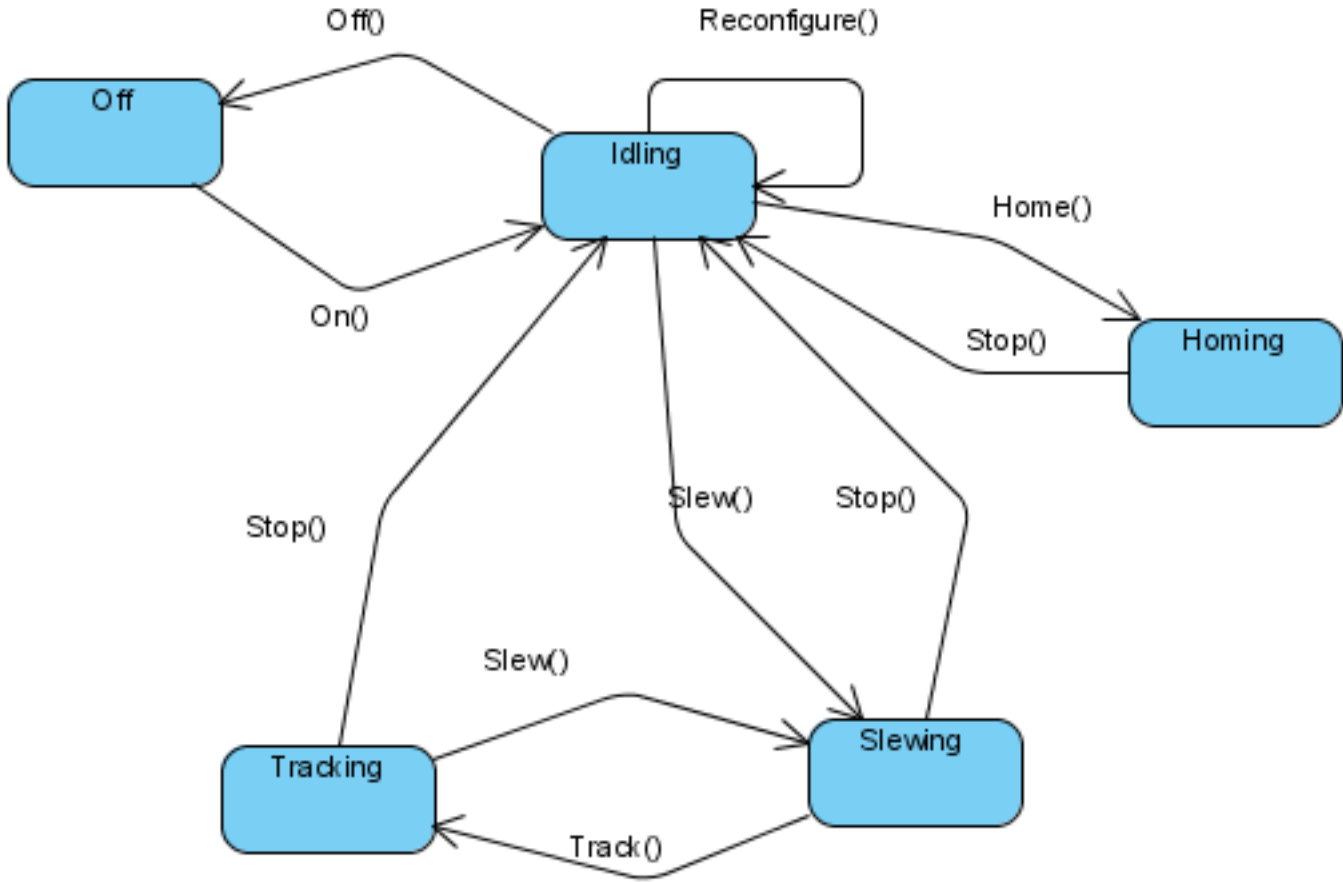 Off()
Reconfigure()
Off
Idling
Home()
On()
Stop()
Homing
Stop()
Slew()
Stop()
Slew()
Slewing
Tracking
Track()